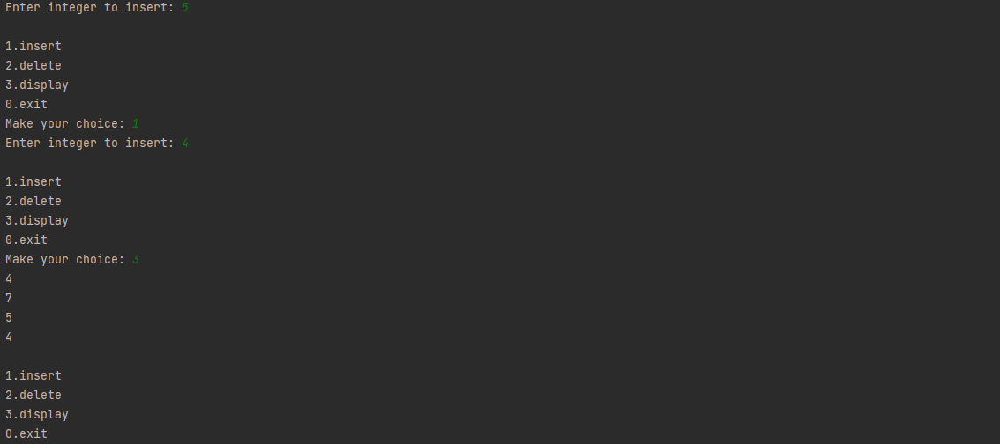 Enter integer to insert: 5
1.insert
2.delete
3.display
0.exit
Make your choice: 1
Enter integer to insert: 4
1.insert
2.delete
3.display
0.exit
Make your choice: 3
4
7
5
4
1.insert
2.delete
3.display
0.exit